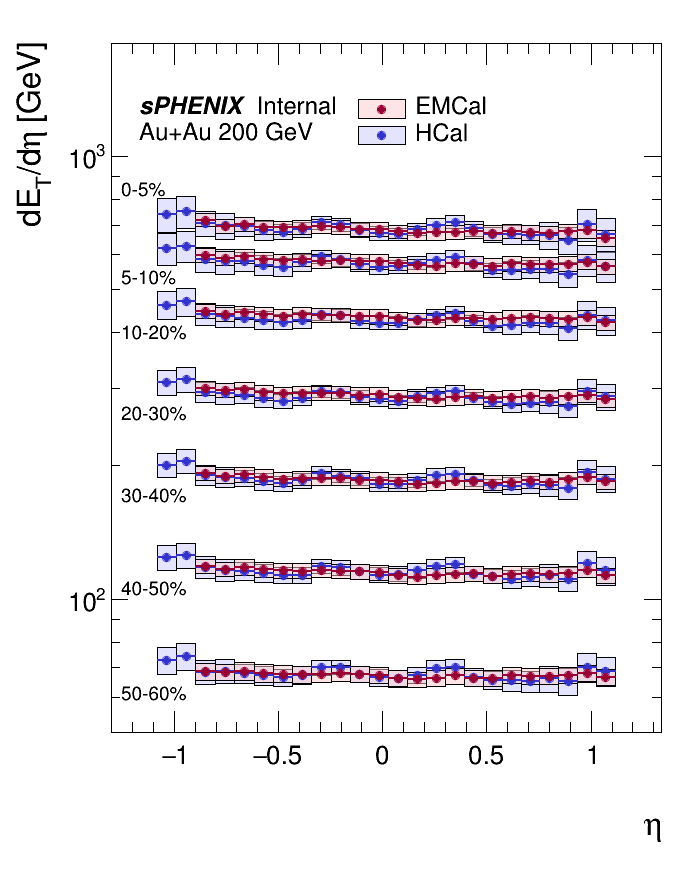 dE_T/dη [GeV]
sPHENIX Internal
Au+Au 200 GeV
EMCal
HCal
10^3
0-5%
5-10%
10-20%
20-30%
30-40%
40-50%
10^2
50-60%
−1 −0.5 0 0.5 1
η